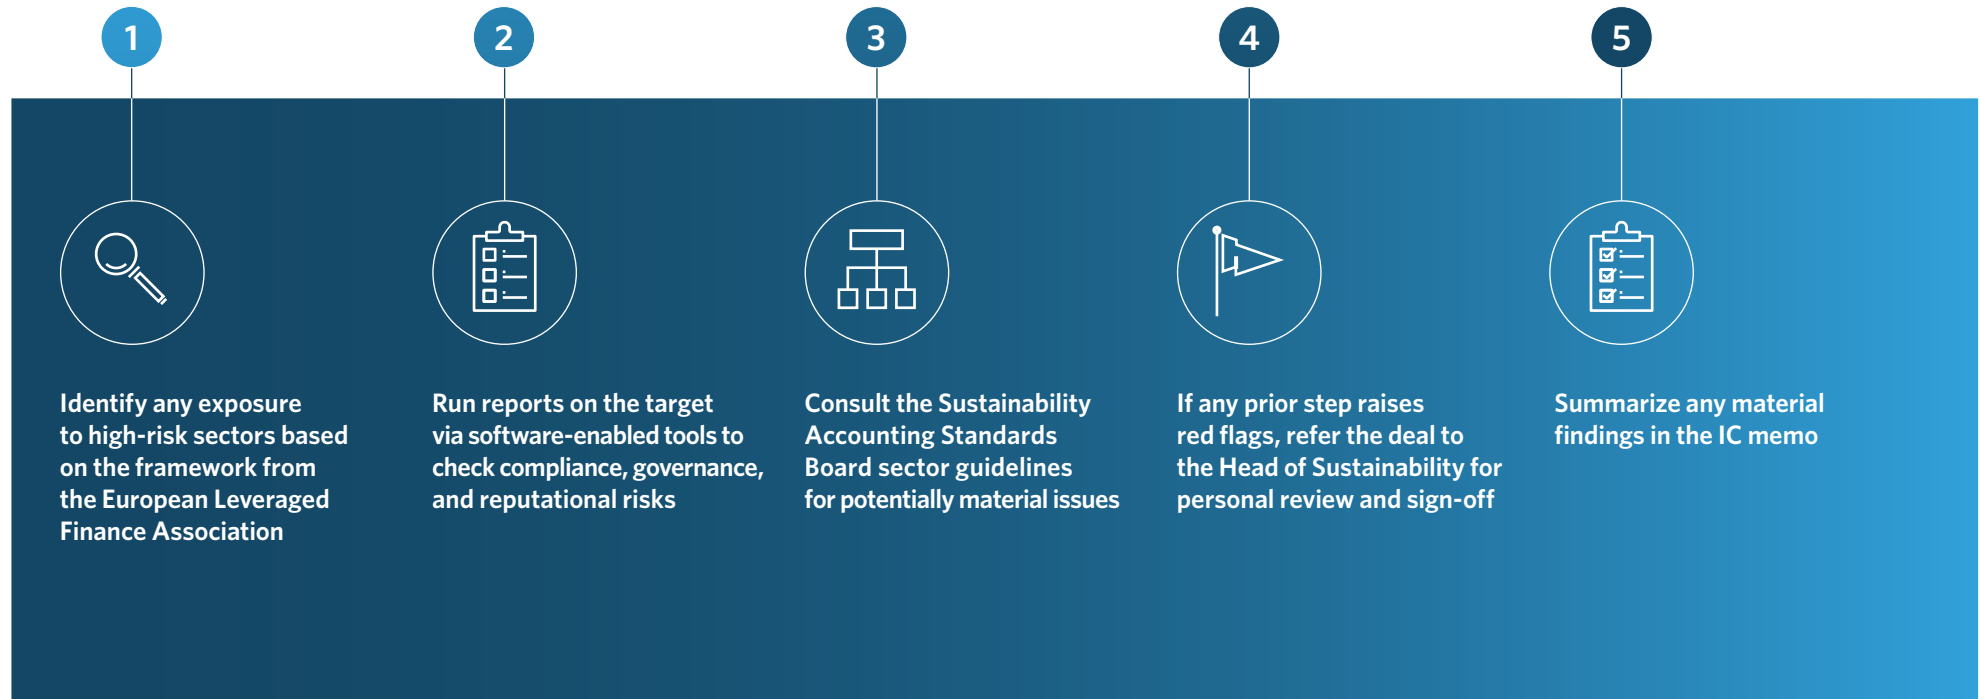 1
2
3
4
5
Identify any exposure
to high-risk sectors based
on the framework from
the European Leveraged
Finance Association
Run reports on the target
via software-enabled tools to
check compliance, governance,
and reputational risks
Consult the Sustainability
Accounting Standards
Board sector guidelines
for potentially material issues
If any prior step raises
red flags, refer the deal to
the Head of Sustainability for
personal review and sign-off
Summarize any material
findings in the IC memo